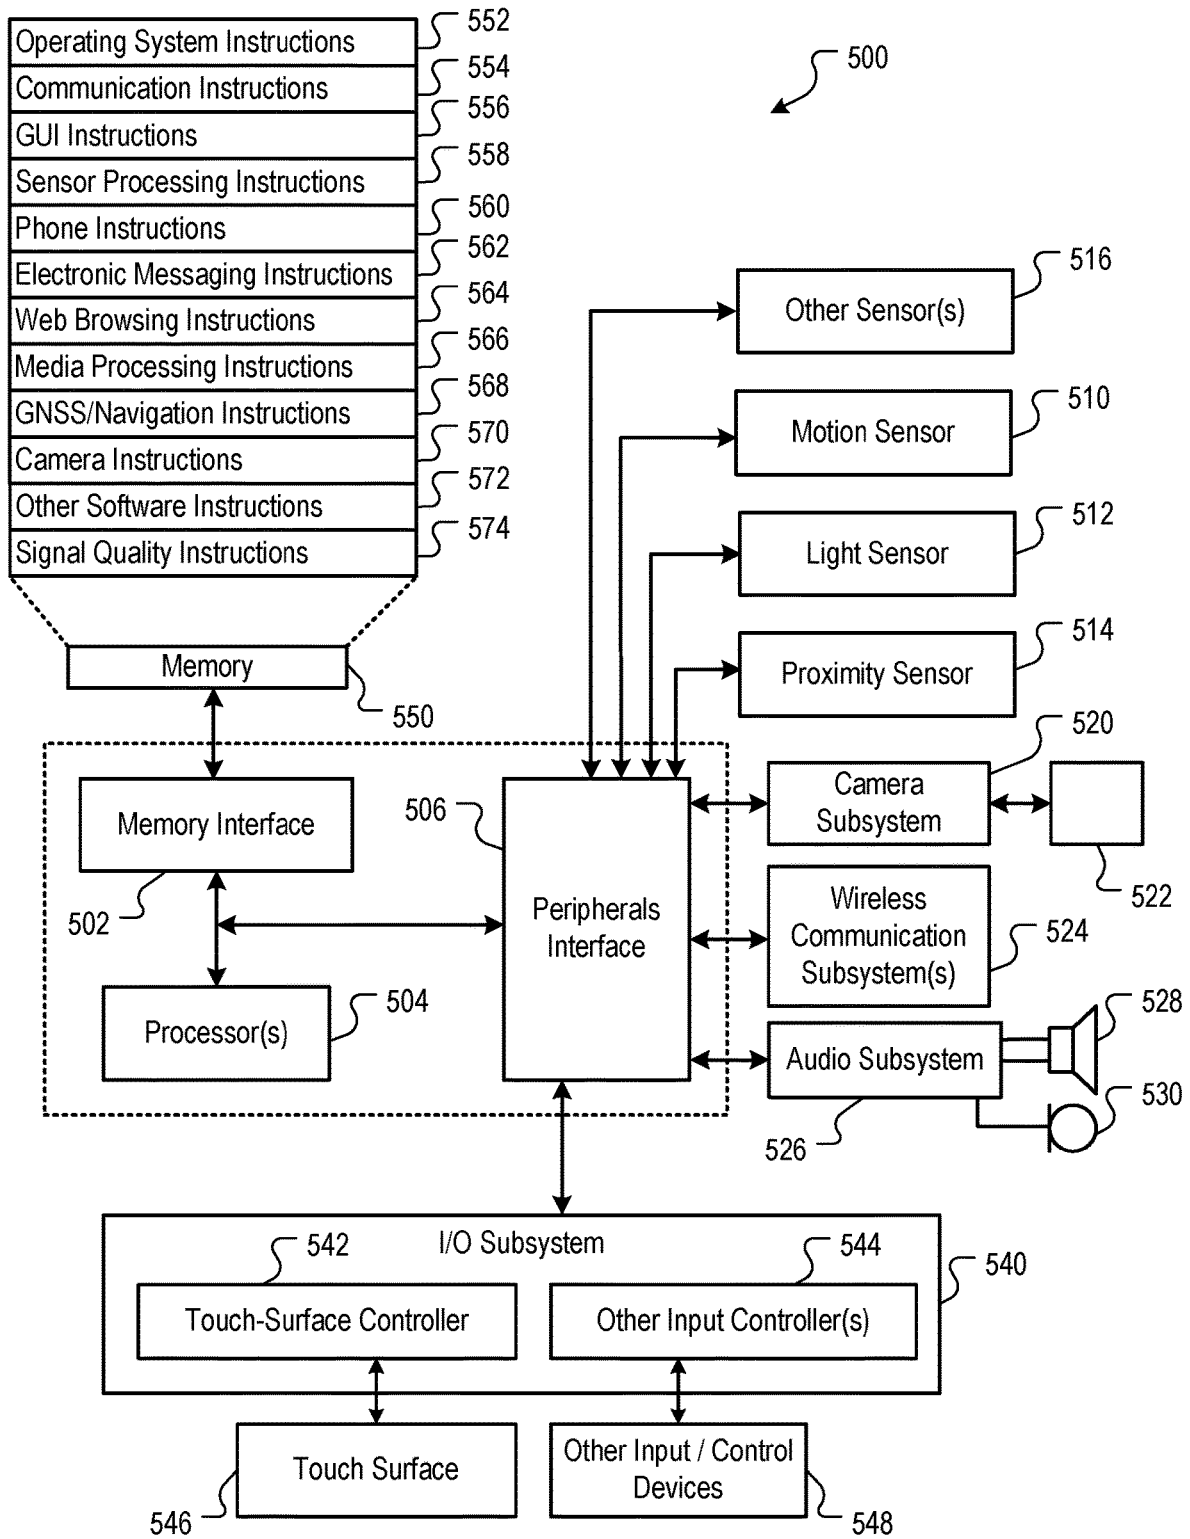 552
Operating System Instructions
554
Communication Instructions
556
GUI Instructions
558
Sensor Processing Instructions
560
Phone Instructions
562
Electronic Messaging Instructions
564
Web Browsing Instructions
566
Media Processing Instructions
568
GNSS/Navigation Instructions
570
Camera Instructions
572
Other Software Instructions
574
Signal Quality Instructions
500
516
Other Sensor(s)
510
Motion Sensor
512
Light Sensor
514
Proximity Sensor
Memory
550
520
Camera
Subsystem
522
Memory Interface
502
506
Peripherals
Interface
Wireless
Communication
Subsystem(s)
524
504
Processor(s)
Audio Subsystem
526
528
530
I/O Subsystem
540
542
Touch-Surface Controller
544
Other Input Controller(s)
Touch Surface
546
Other Input / Control
Devices
548